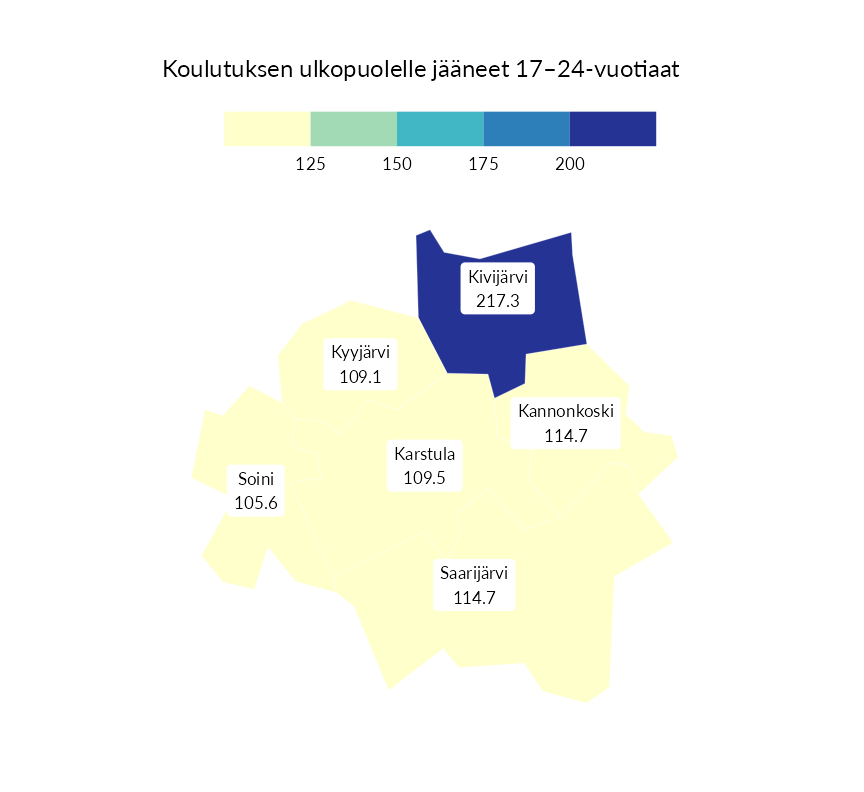 Koulutuksen ulkopuolelle jääneet 17–24-vuotiaat
125 150 175 200
Kivijärvi
217.3
Kyyjärvi
109.1
Kannonkoski
114.7
Karstula
109.5
Soini
105.6
Saarijärvi
114.7